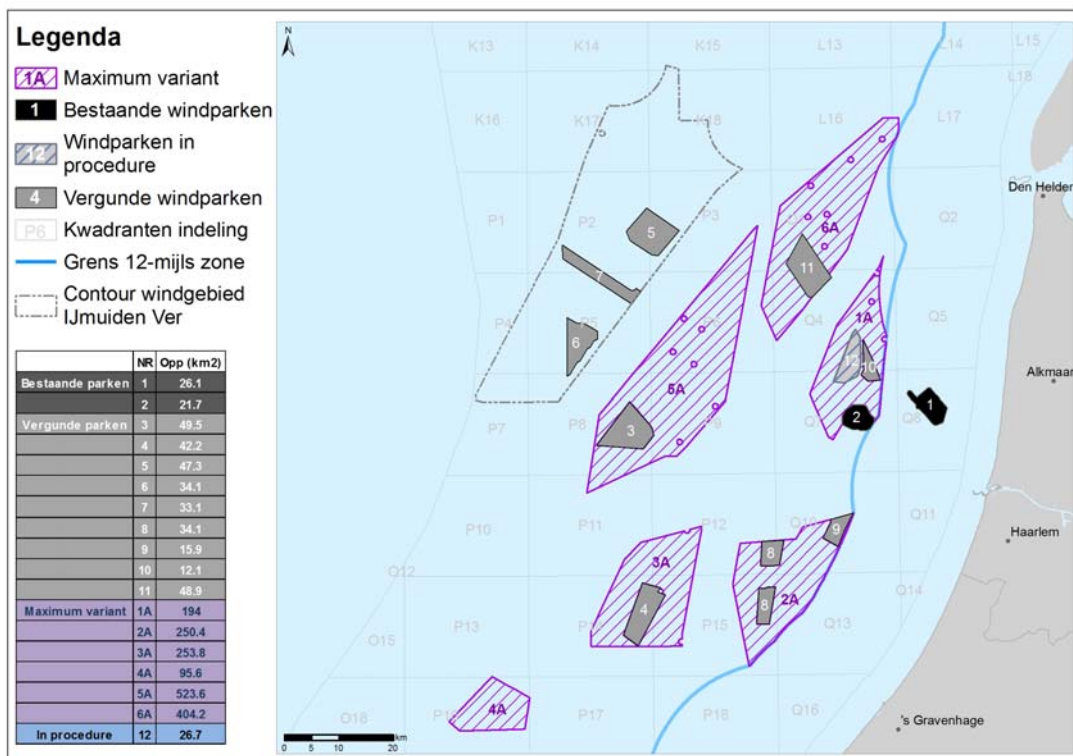 Legenda
1A Maximum variant
1 Bestaande windparken
12 Windparken in
procedure
4 Vergunde windparken
P6 Kwadranten indeling
Grens 12-mijls zone
Contour windgebied
IJmuiden Ver
NR Opp (km2)
Bestaande parken 1 26.1
2 21.7
Vergunde parken 3 49.5
4 42.2
5 47.3
6 34.1
7 33.1
8 34.1
9 15.9
10 12.1
11 48.9
Maximum variant 1A 194
2A 250.4
3A 253.8
4A 95.6
5A 523.6
6A 404.2
In procedure 12 26.7
N
K13 K14 K15 L13 L14 L15
L18
K16 K17 K18 L16 L17
Den Helder
P1 P2 P3 Q2
5 6A
7 11
P4 P5 Q4 1A Q5
6 12 10
Alkmaar
5A
P7 P8 3 P9 Q7 2 Q8 1
P10 P11 P12 Q10 Q11
9
Haarlem
8
3A
Q12
4 8 2A Q14
O15 P13 P15 Q13
4A
O18 P17 P18 Q16
's Gravenhage
0 5 10 20
km